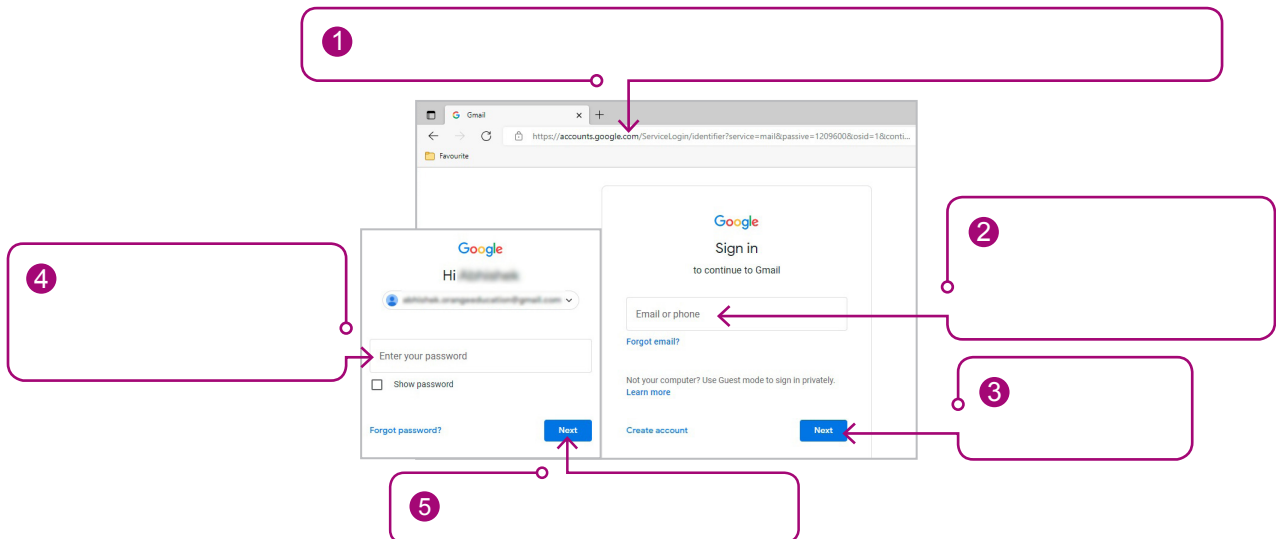 1
Gmail
https://accounts.google.com/ServiceLogin/identifier?service=mail&passive=1209600&osid=1&conti...
Favourite
2
Google
Sign in
to continue to Gmail
Email or phone
Forgot email?
Not your computer? Use Guest mode to sign in privately.
Learn more
Create account
Next
3
4
Google
Hi
Enter your password
Show password
Forgot password?
Next
5